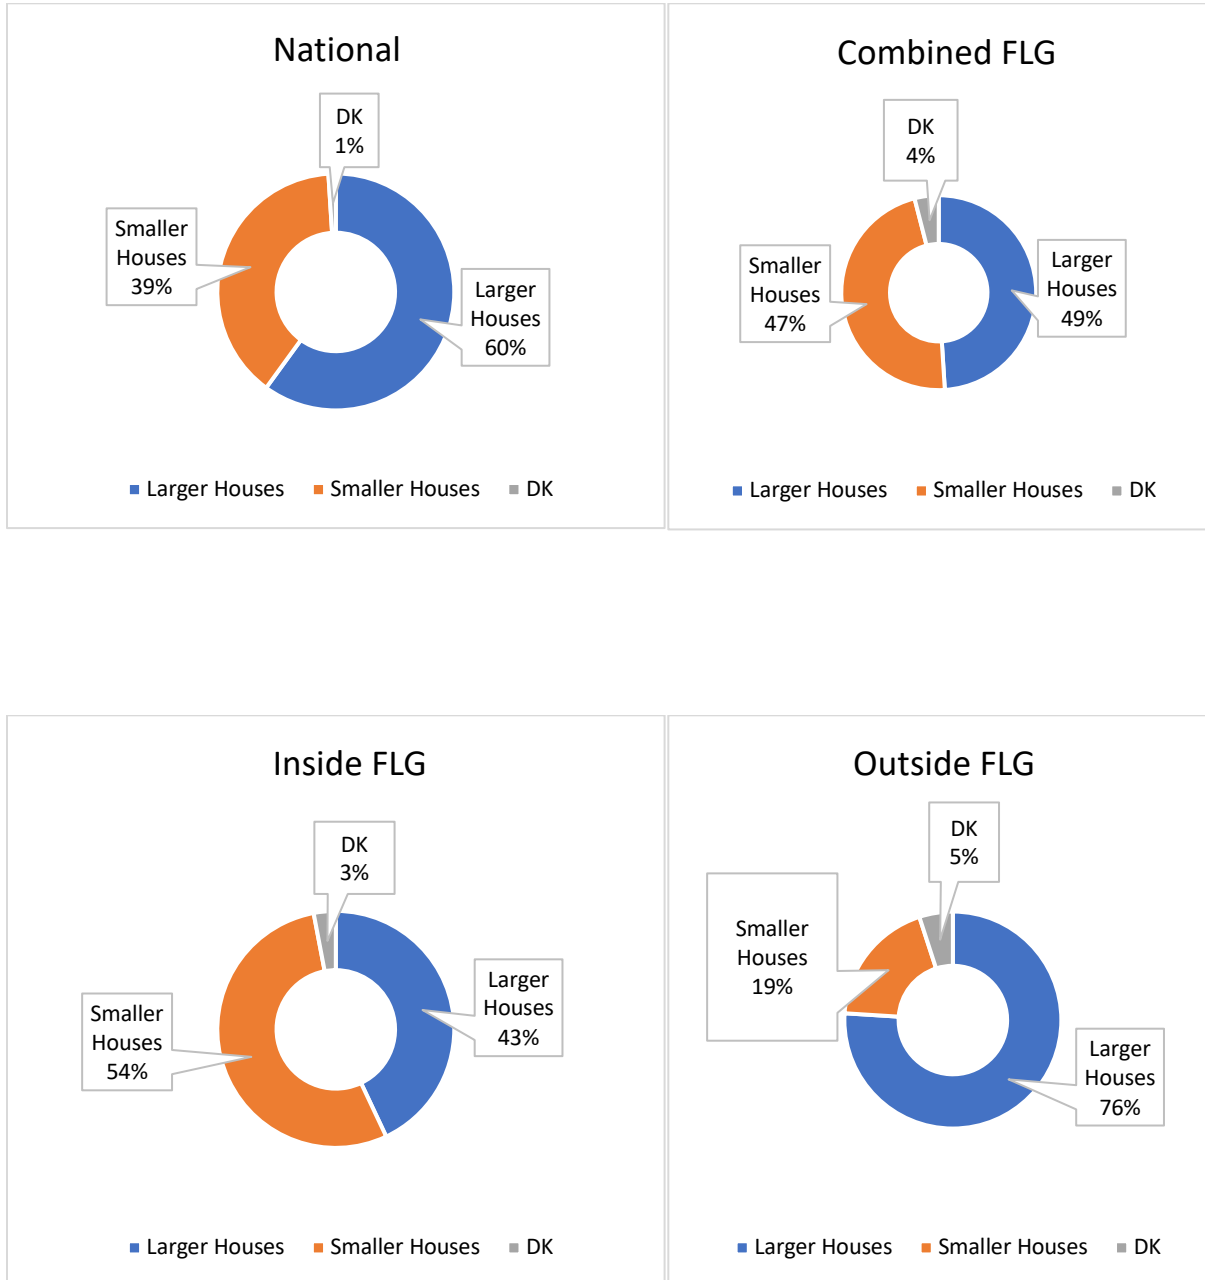 National
DK
1%
Smaller
Houses
39%
Larger
Houses
60%
Larger Houses Smaller Houses DK
Combined FLG
DK
4%
Smaller
Houses
47%
Larger
Houses
49%
Larger Houses Smaller Houses DK
Inside FLG
DK
3%
Smaller
Houses
54%
Larger
Houses
43%
Larger Houses Smaller Houses DK
Outside FLG
DK
5%
Smaller
Houses
19%
Larger
Houses
76%
Larger Houses Smaller Houses DK